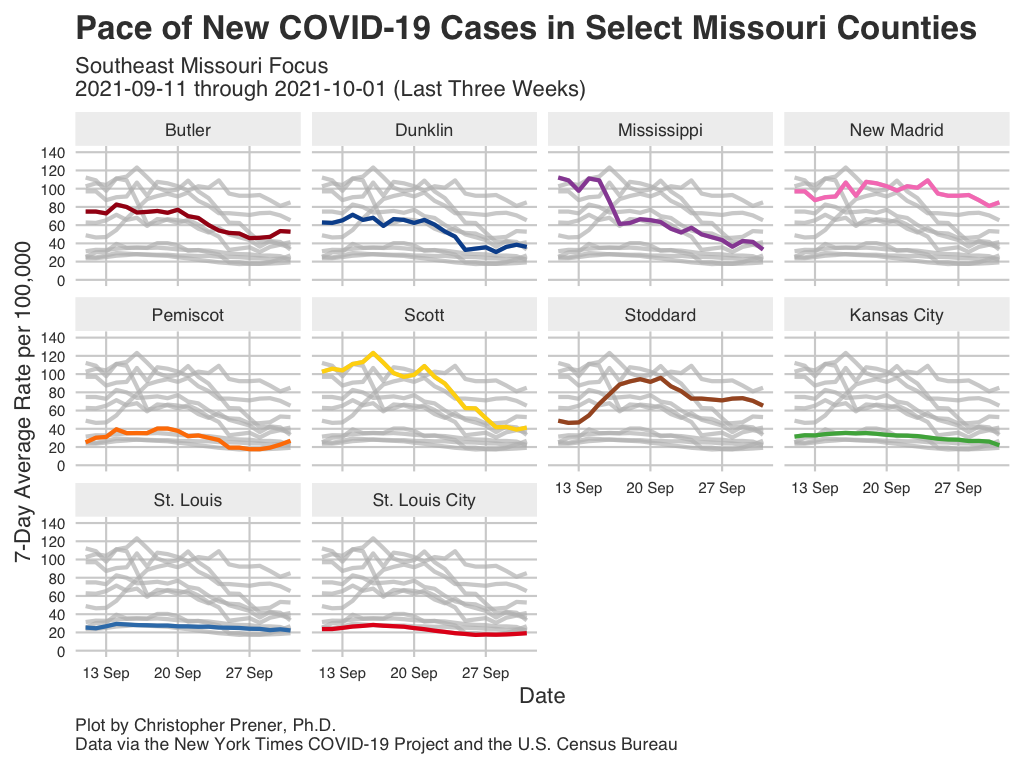 Pace of New COVID-19 Cases in Select Missouri Counties
Southeast Missouri Focus
2021-09-11 through 2021-10-01 (Last Three Weeks)
Butler Dunklin Mississippi New Madrid
140
120
100
80
60
40
20
0
Pemiscot Scott Stoddard Kansas City
140
120
100
80
60
40
20
0
13 Sep 20 Sep 27 Sep 13 Sep 20 Sep 27 Sep
St. Louis St. Louis City
140
120
100
80
60
40
20
0
13 Sep 20 Sep 27 Sep 13 Sep 20 Sep 27 Sep
7-Day Average Rate per 100,000
Date
Plot by Christopher Prener, Ph.D.
Data via the New York Times COVID-19 Project and the U.S. Census Bureau